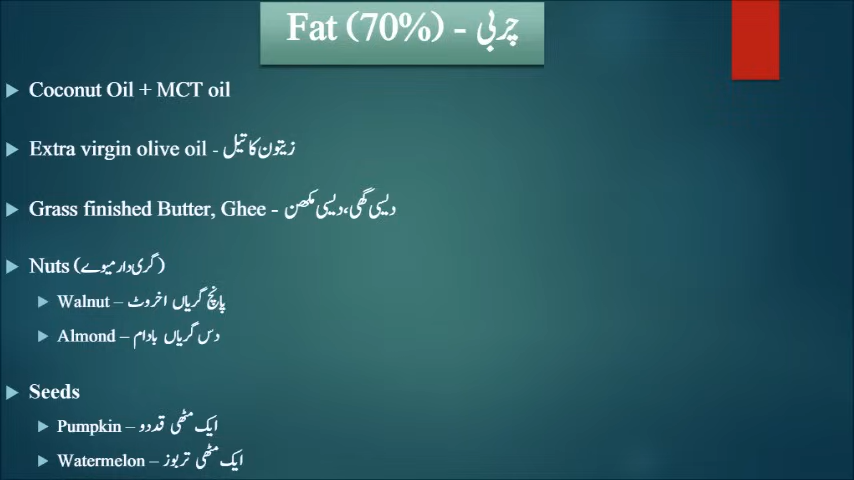 Fat (70%) - چربی
Coconut Oil + MCT oil
Extra virgin olive oil - زیتون کا تیل
Grass finished Butter, Ghee - دیسی گھی، دیسی مکھن
Nuts (گری دار میوے)
Walnut – پانچ گریاں اخروٹ
Almond – دس گریاں بادام
Seeds
Pumpkin – ایک مٹھی قددو
Watermelon – ایک مٹھی تربوز